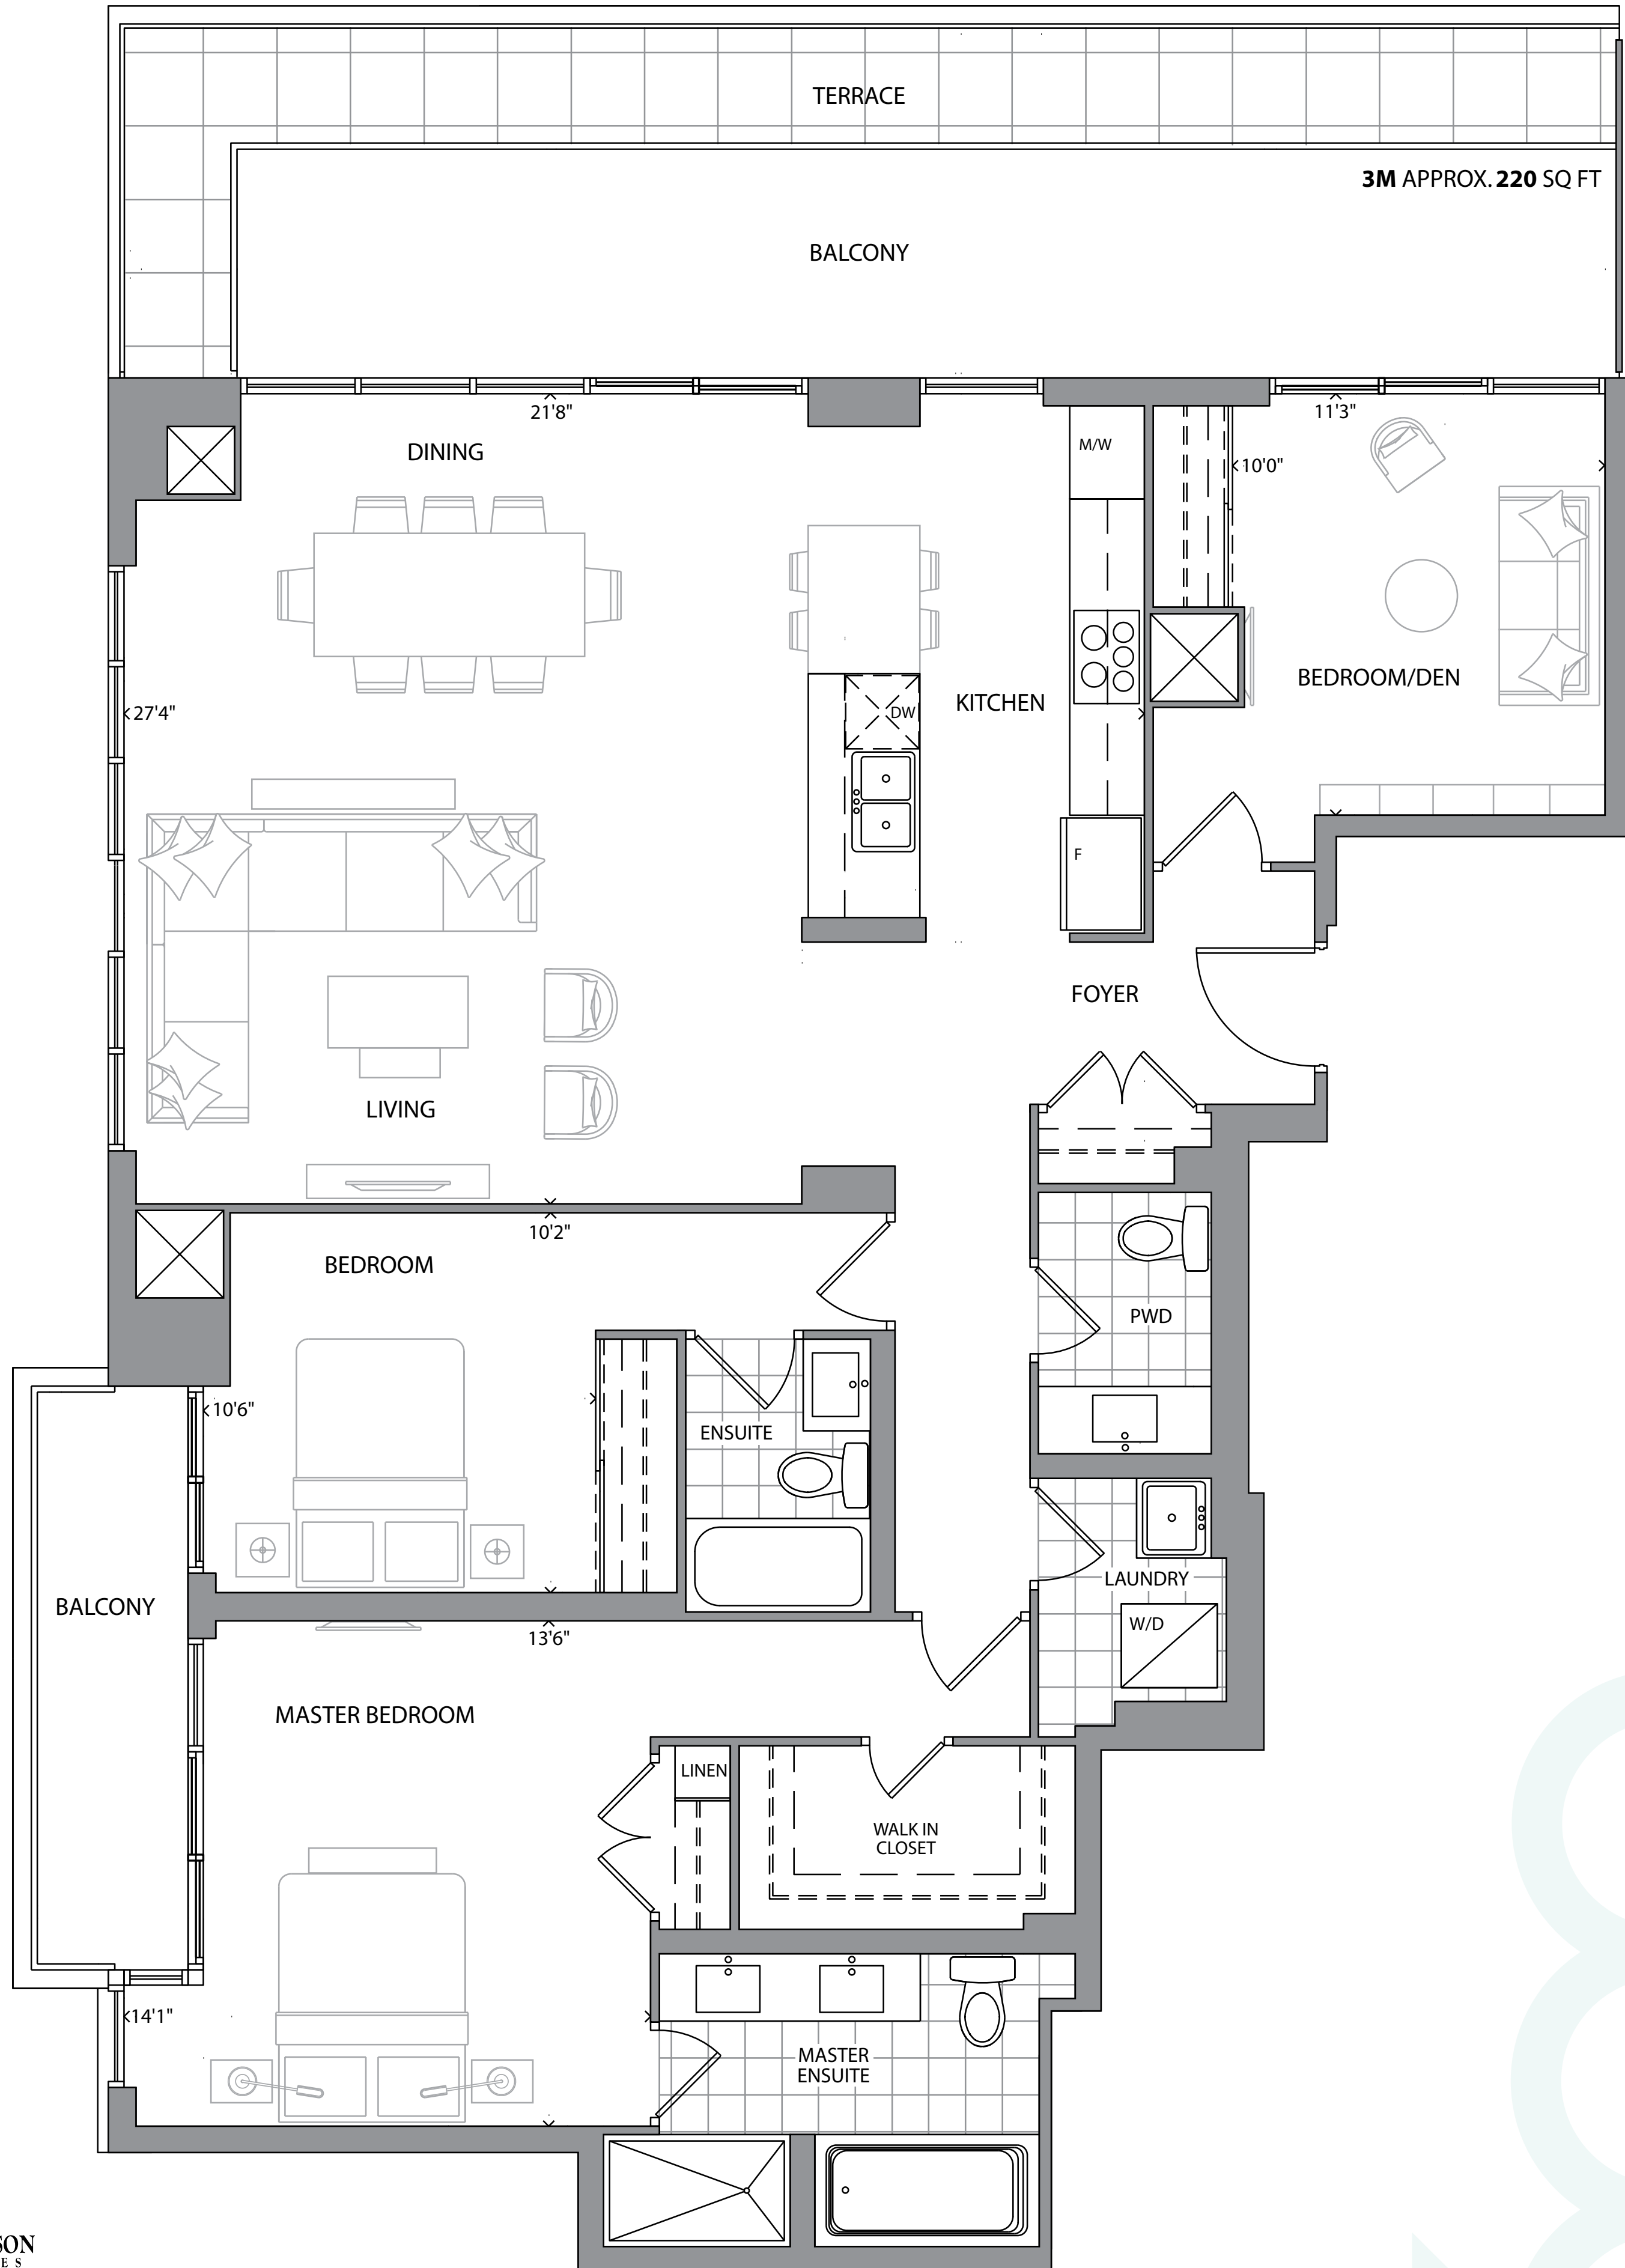 TERRACE
3M APPROX. 220 SQ FT
BALCONY
21'8"
11'3"
DINING
M/W
10'0"
BEDROOM/DEN
KITCHEN
DW
27'4"
F
FOYER
LIVING
10'2"
BEDROOM
PWD
10'6"
ENSUITE
LAUNDRY
BALCONY
W/D
13'6"
MASTER BEDROOM
LINEN
WALK IN
CLOSET
14'1"
MASTER
ENSUITE
SON
ES